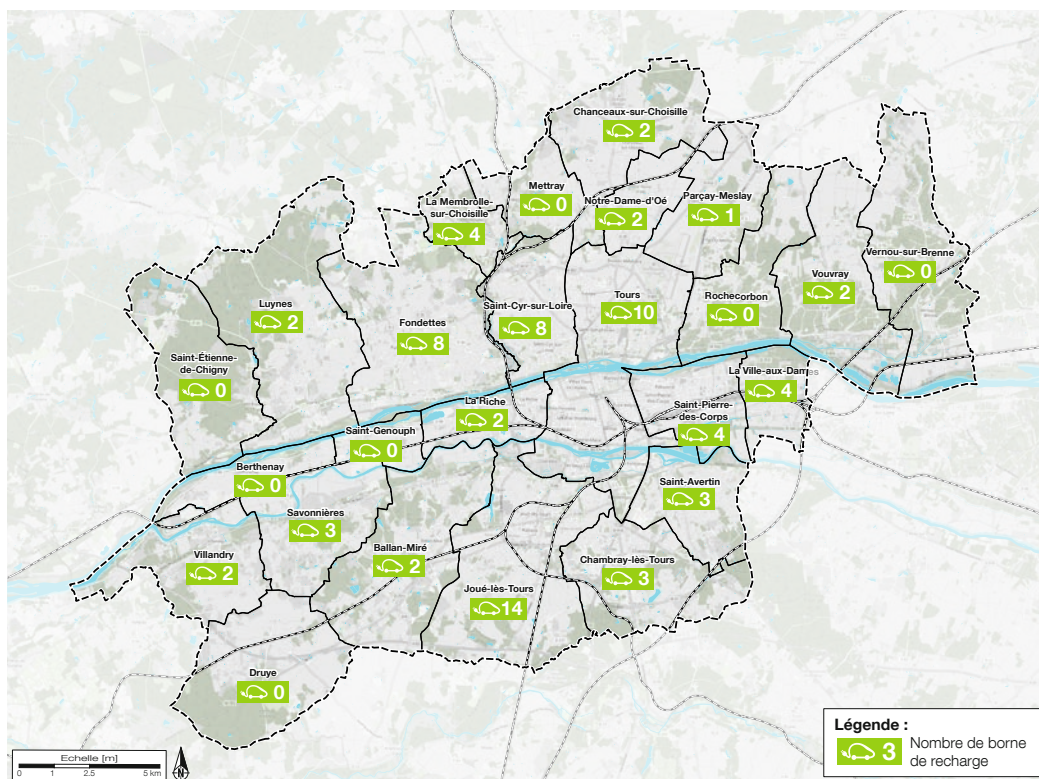 Chanceaux-sur-Choisille
2
Mettray
0
Notre-Dame-d'Oé
2
Parçay-Meslay
1
La Membrolle-
sur-Choisille
4
Vernou-sur-Brenne
0
Vouvray
2
Luynes
2
Fondettes
8
Saint-Cyr-sur-Loire
8
Tours
10
Rochecorbon
0
Saint-Étienne-
de-Chigny
0
La Ville-aux-Dames
4
La Riche
2
Saint-Pierre-
des-Corps
4
Saint-Genouph
0
Berthenay
0
Saint-Avertin
3
Savonnières
3
Villandry
2
Ballan-Miré
2
Chambray-lès-Tours
3
Joué-lès-Tours
14
Druye
0
Légende :
3 Nombre de borne
de recharge
Echelle [m]
0 1 2.5 5 km
N